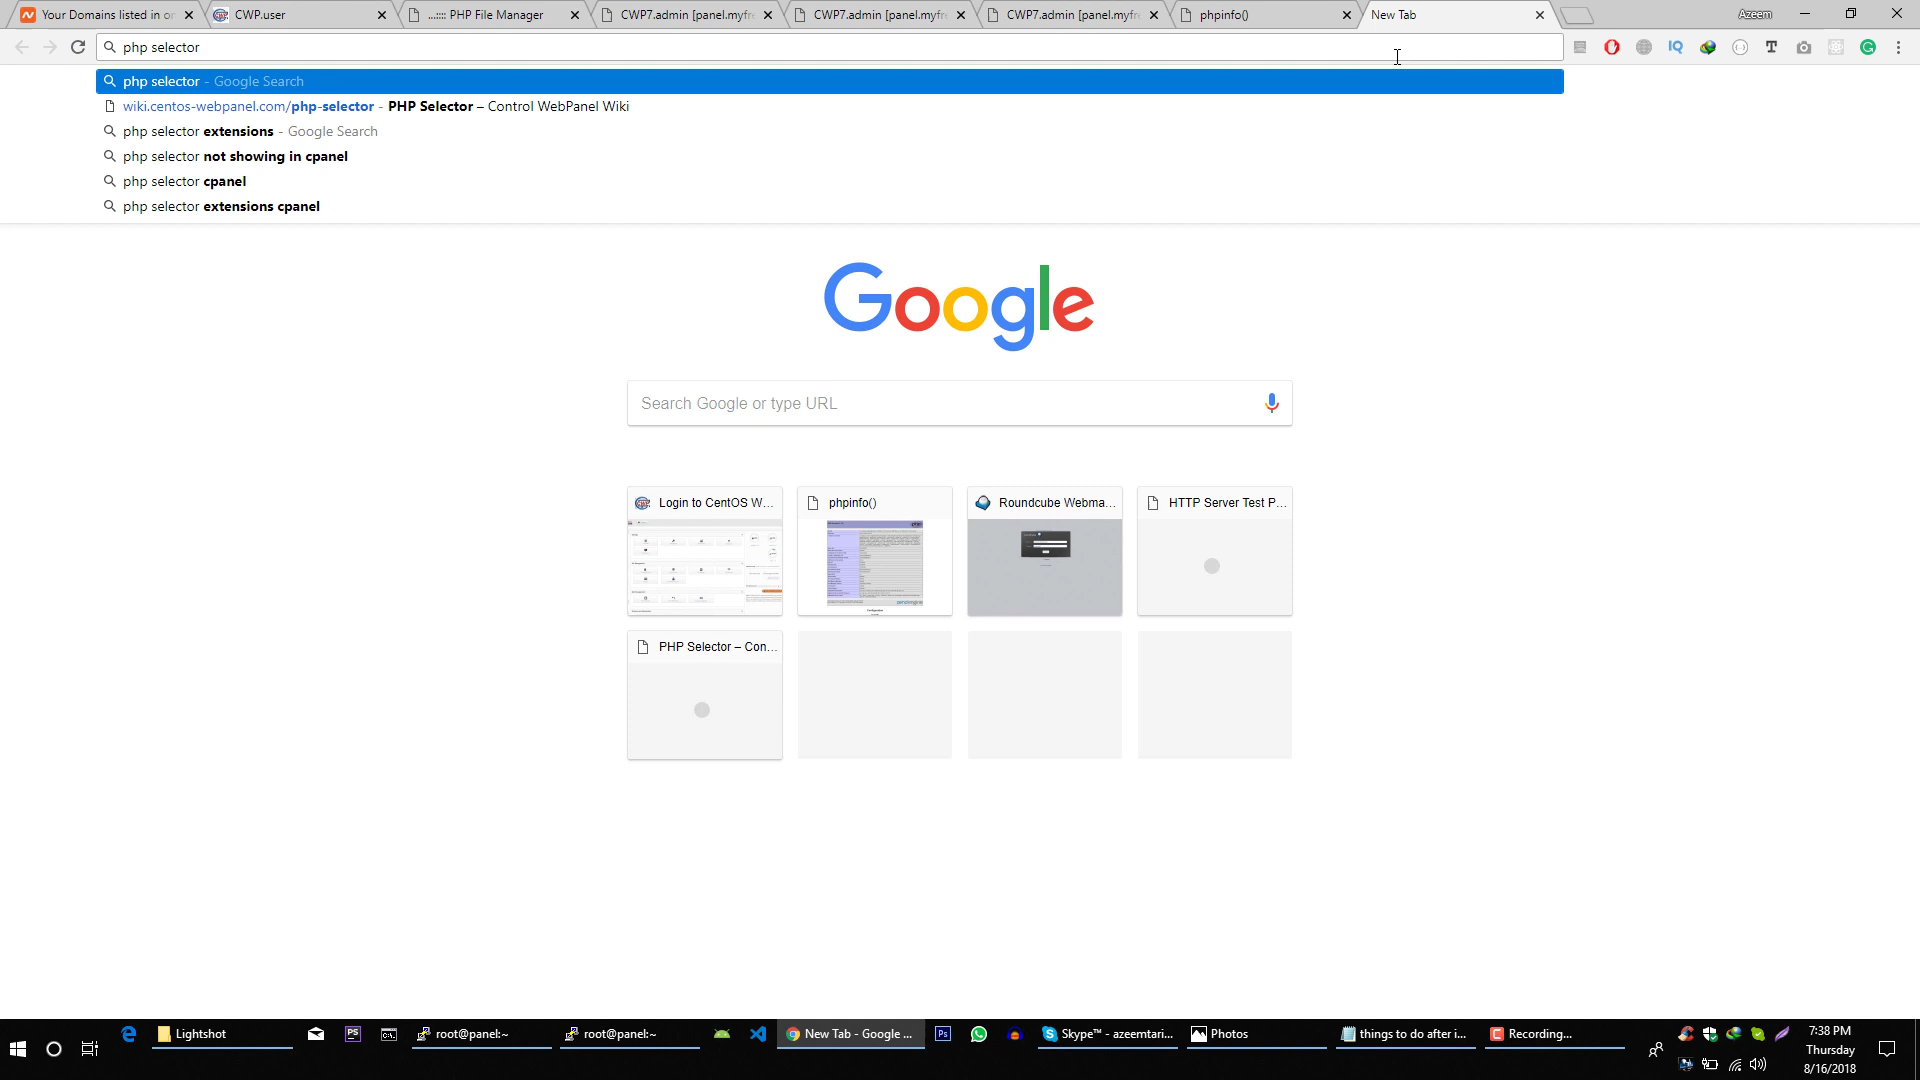 Your Domains listed in or
CWP.user
...:::: PHP File Manager
CWP7.admin [panel.myfre
CWP7.admin [panel.myfre
CWP7.admin [panel.myfre
phpinfo()
New Tab
Azeem
php selector
php selector - Google Search
wiki.centos-webpanel.com/php-selector - PHP Selector – Control WebPanel Wiki
php selector extensions - Google Search
php selector not showing in cpanel
php selector cpanel
php selector extensions cpanel
Google
Search Google or type URL
Login to CentOS W...
phpinfo()
Roundcube Webma...
HTTP Server Test P...
PHP Selector – Con...
Lightshot
root@panel:~
root@panel:~
New Tab - Google ...
Skype™ - azeemtari...
Photos
things to do after i...
Recording...
7:38 PM
Thursday
8/16/2018